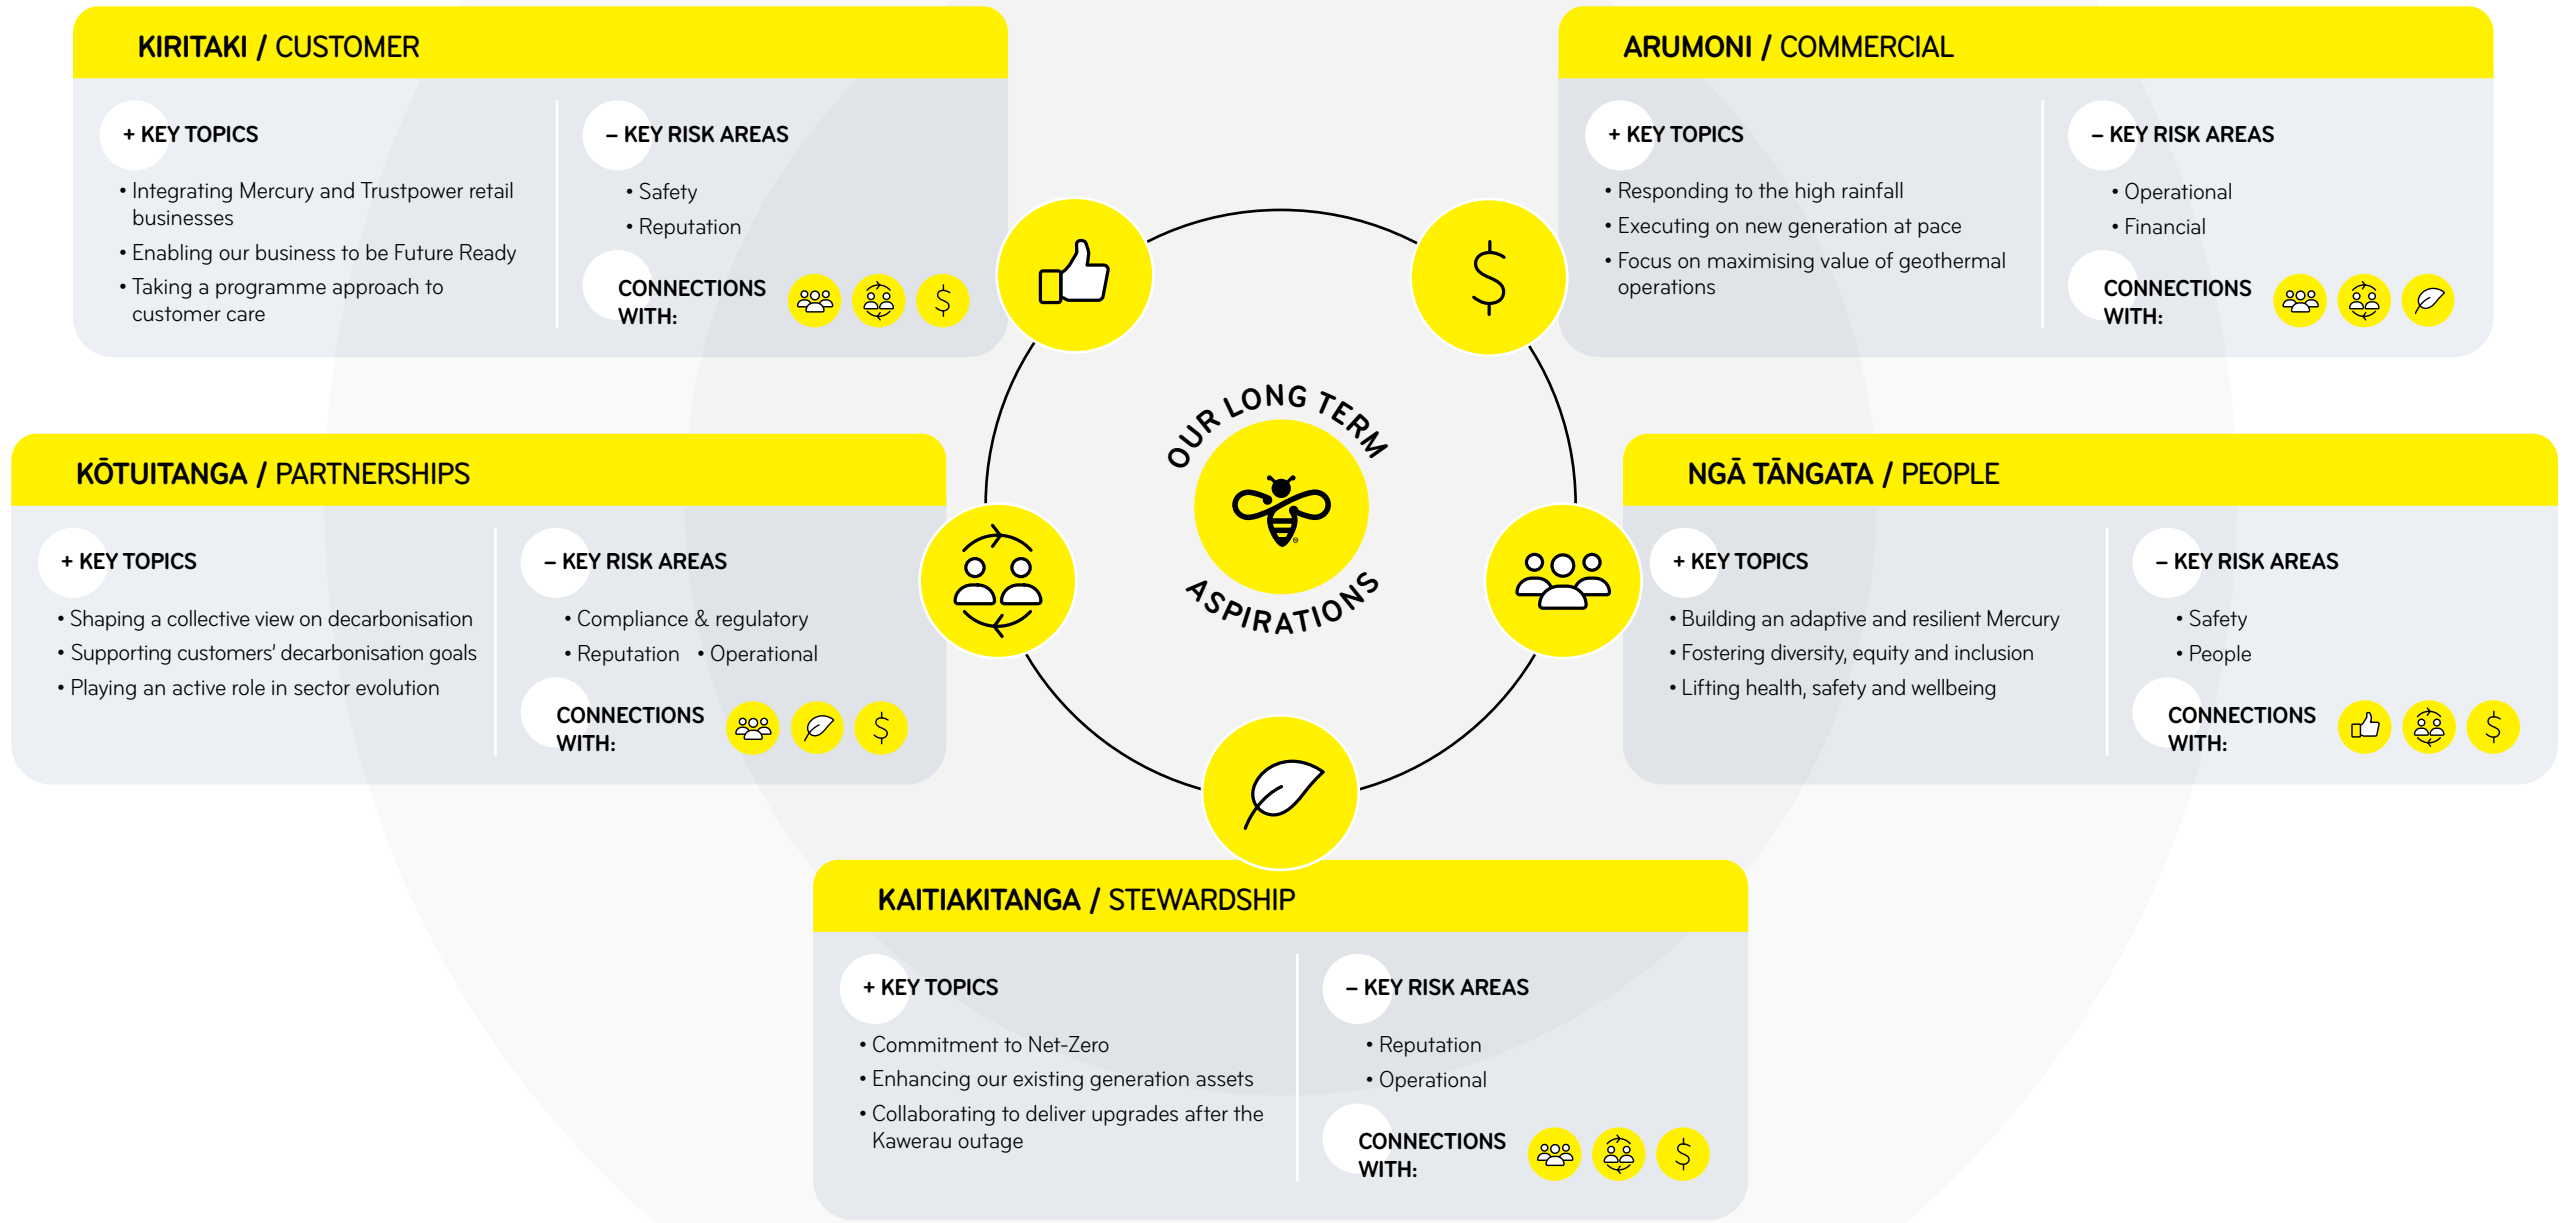 KIRITAKI / CUSTOMER
+ KEY TOPICS
• Integrating Mercury and Trustpower retail
businesses
• Enabling our business to be Future Ready
• Taking a programme approach to
customer care
– KEY RISK AREAS
• Safety
• Reputation
CONNECTIONS
WITH:
ARUMONI / COMMERCIAL
+ KEY TOPICS
• Responding to the high rainfall
• Executing on new generation at pace
• Focus on maximising value of geothermal
operations
– KEY RISK AREAS
• Operational
• Financial
CONNECTIONS
WITH:
OUR LONG TERM
ASPIRATIONS
KŌTUITANGA / PARTNERSHIPS
+ KEY TOPICS
• Shaping a collective view on decarbonisation
• Supporting customers' decarbonisation goals
• Playing an active role in sector evolution
– KEY RISK AREAS
• Compliance & regulatory
• Reputation • Operational
CONNECTIONS
WITH:
NGĀ TĀNGATA / PEOPLE
+ KEY TOPICS
• Building an adaptive and resilient Mercury
• Fostering diversity, equity and inclusion
• Lifting health, safety and wellbeing
– KEY RISK AREAS
• Safety
• People
CONNECTIONS
WITH:
KAITIAKITANGA / STEWARDSHIP
+ KEY TOPICS
• Commitment to Net-Zero
• Enhancing our existing generation assets
• Collaborating to deliver upgrades after the
Kawerau outage
– KEY RISK AREAS
• Reputation
• Operational
CONNECTIONS
WITH: